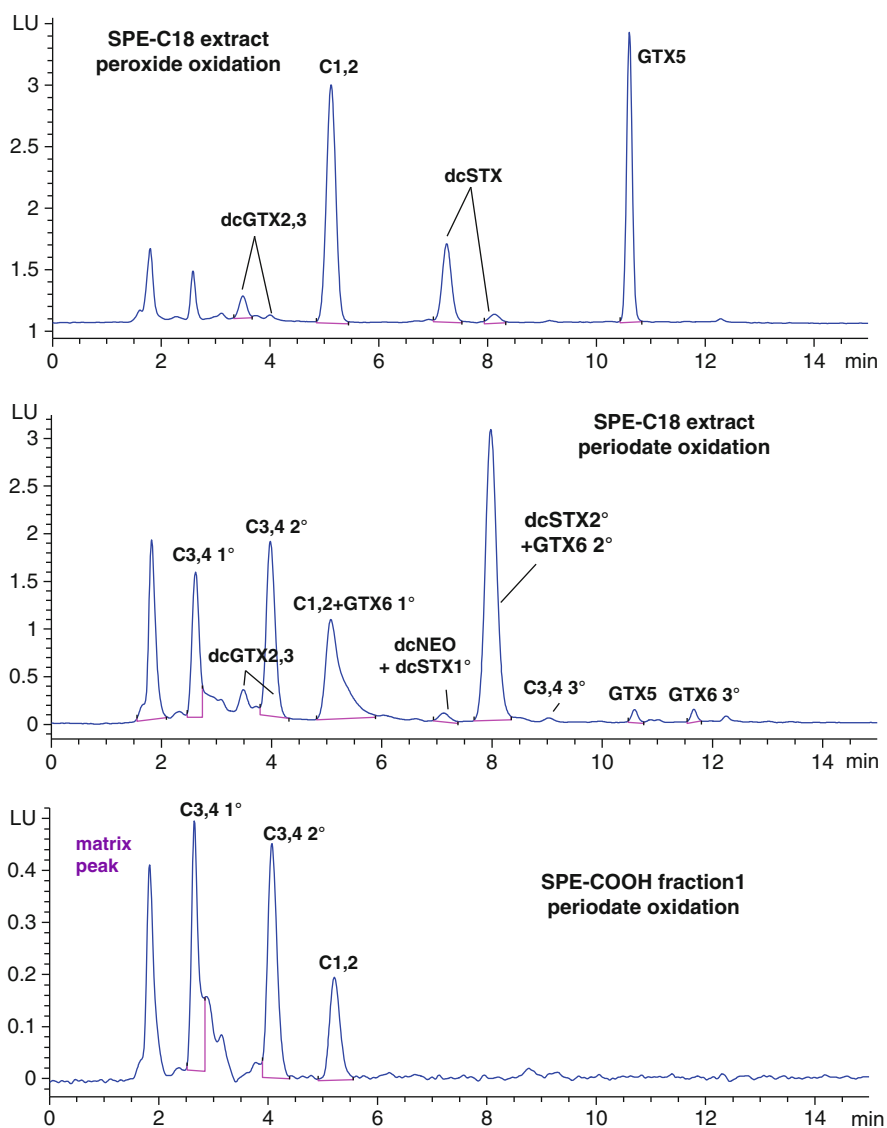 LU
SPE-C18 extract
peroxide oxidation
C1,2
GTX5
3
2.5
dcSTX
2
dcGTX2,3
1.5
1
0 2 4 6 8 10 12 14 min
LU
SPE-C18 extract
periodate oxidation
3
2.5
C3,4 2°
dcSTX2°
+GTX6 2°
2
C3,4 1°
1.5
C1,2+GTX6 1°
1
dcGTX2,3
dcNEO
+ dcSTX1°
0.5
C3,4 3°
GTX5
GTX6 3°
0
0 2 4 6 8 10 12 14 min
LU
C3,4 1°
matrix
peak
C3,4 2°
0.4
SPE-COOH fraction1
periodate oxidation
0.3
C1,2
0.2
0.1
0
0 2 4 6 8 10 12 14 min